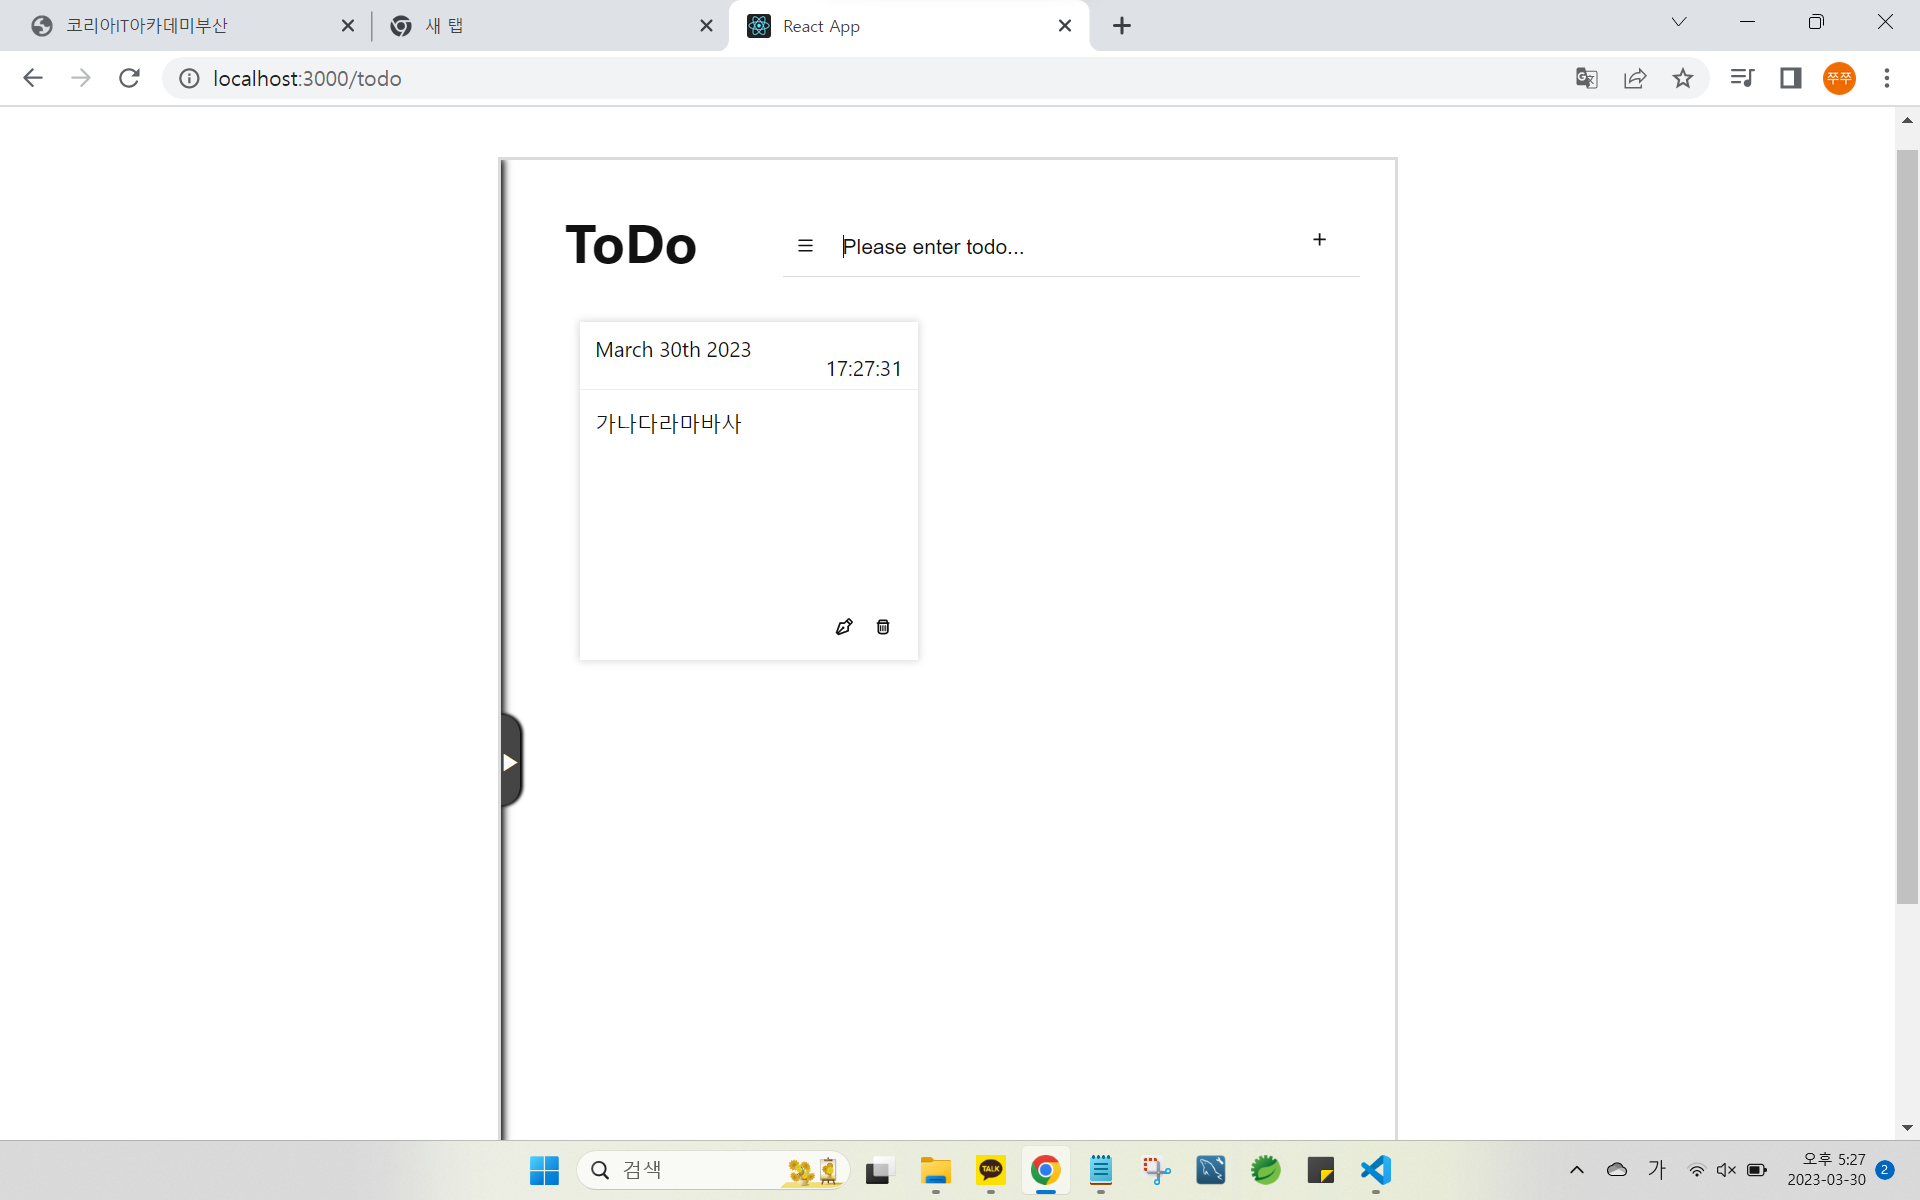 코리아IT아카데미부산
새 탭
React App
localhost:3000/todo
쭈쭈
ToDo
Please enter todo...
March 30th 2023
17:27:31
가나다라마바사
검색
TALK
가
오후 5:27
2023-03-30
2